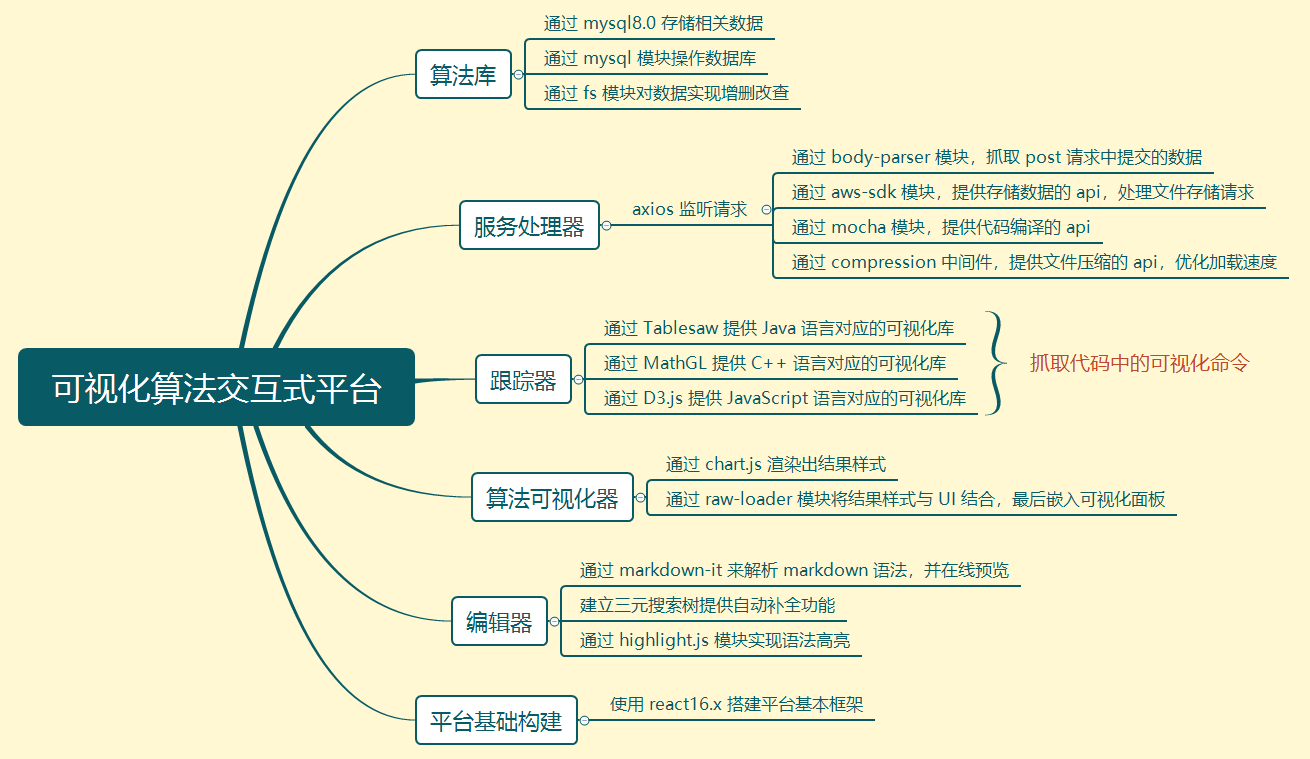 可视化算法交互式平台
算法库
通过 mysql8.0 存储相关数据
通过 mysql 模块操作数据库
通过 fs 模块对数据实现增删改查
服务处理器
axios 监听请求
通过 body-parser 模块，抓取 post 请求中提交的数据
通过 aws-sdk 模块，提供存储数据的 api，处理文件存储请求
通过 mocha 模块，提供代码编译的 api
通过 compression 中间件，提供文件压缩的 api，优化加载速度
跟踪器
通过 Tablesaw 提供 Java 语言对应的可视化库
通过 MathGL 提供 C++ 语言对应的可视化库
通过 D3.js 提供 JavaScript 语言对应的可视化库
抓取代码中的可视化命令
算法可视化器
通过 chart.js 渲染出结果样式
通过 raw-loader 模块将结果样式与 UI 结合，最后嵌入可视化面板
编辑器
通过 markdown-it 来解析 markdown 语法，并在线预览
建立三元搜索树提供自动补全功能
通过 highlight.js 模块实现语法高亮
平台基础构建
使用 react16.x 搭建平台基本框架